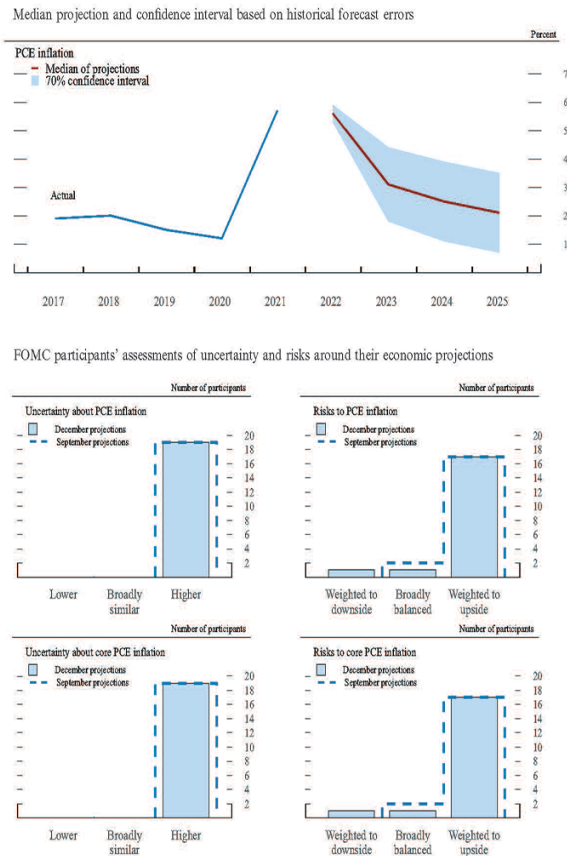 Median projection and confidence interval based on historical forecast errors
Percent
PCE inflation
Median of projections
70% confidence interval
7
6
5
4
3
2
1
Actual
2017 2018 2019 2020 2021 2022 2023 2024 2025
FOMC participants’ assessments of uncertainty and risks around their economic projections
Number of participants
Uncertainty about PCE inflation
December projections
September projections
20
18
16
14
12
10
8
6
4
2
Lower Broadly similar Higher
Number of participants
Risks to PCE inflation
December projections
September projections
20
18
16
14
12
10
8
6
4
2
Weighted to downside Broadly balanced Weighted to upside
Number of participants
Uncertainty about core PCE inflation
December projections
September projections
20
18
16
14
12
10
8
6
4
2
Lower Broadly similar Higher
Number of participants
Risks to core PCE inflation
December projections
September projections
20
18
16
14
12
10
8
6
4
2
Weighted to downside Broadly balanced Weighted to upside